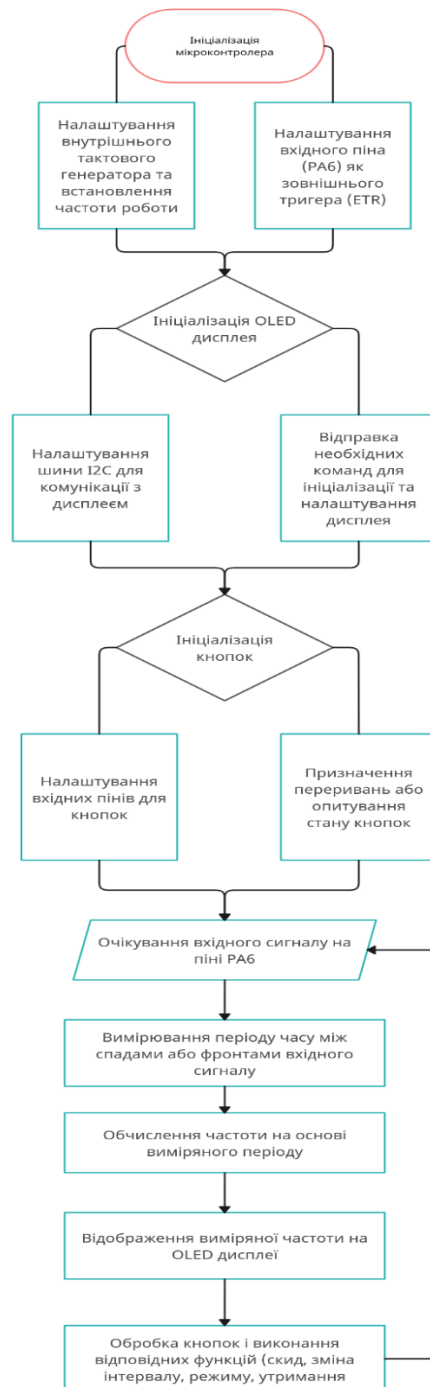 Ініціалізація
мікроконтролера
Налаштування
внутрішнього
тактового
генератора та
встановлення
частоти роботи
Налаштування
вхідного піна
(PA6) як
зовнішнього
тригера (ETR)
Ініціалізація OLED
дисплея
Налаштування
шини I2C для
комунікації з
дисплеєм
Відправка
необхідних
команд для
ініціалізації та
налаштування
дисплея
Ініціалізація
кнопок
Налаштування
вхідних пінів для
кнопок
Призначення
переривань або
опитування
стану кнопок
Очікування вхідного сигналу на
піні PA6
Вимірювання періоду часу між
спадами або фронтами вхідного
сигналу
Обчислення частоти на основі
виміряного періоду
Відображення виміряної частоти на
OLED дисплеї
Обробка кнопок і виконання
відповідних функцій (скид, зміна
інтервалу, режиму, утримання